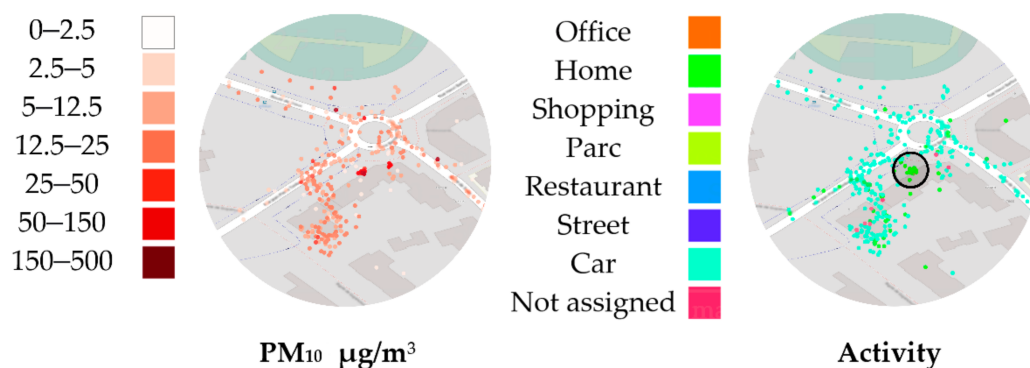 0–2.5
2.5–5
5–12.5
12.5–25
25–50
50–150
150–500
PM₁₀ µg/m³
Office
Home
Shopping
Parc
Restaurant
Street
Car
Not assigned
Activity